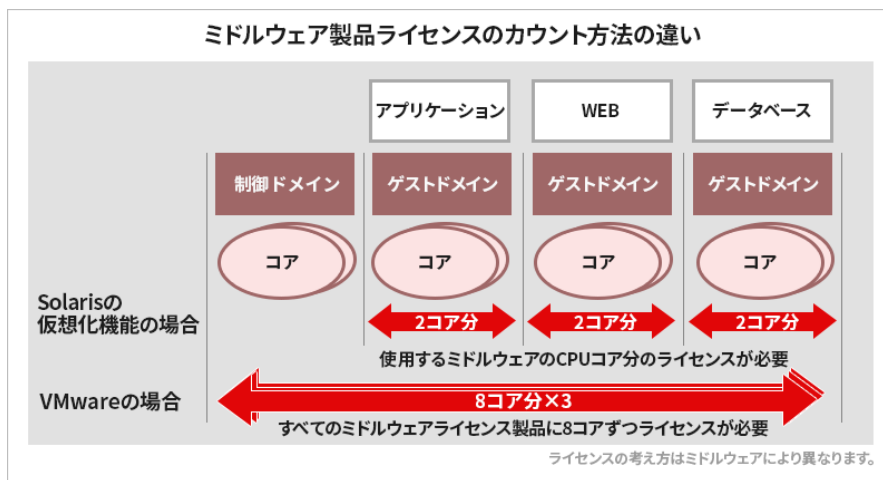 ミドルウェア製品ライセンスのカウント方法の違い
アプリケーション
WEB
データベース
制御ドメイン
ゲストドメイン
ゲストドメイン
ゲストドメイン
コア
コア
コア
コア
Solarisの
仮想化機能の場合
2コア分
2コア分
2コア分
使用するミドルウェアのCPUコア分のライセンスが必要
VMwareの場合
8コア分×3
すべてのミドルウェアライセンス製品に8コアずつライセンスが必要
ライセンスの考え方はミドルウェアにより異なります。